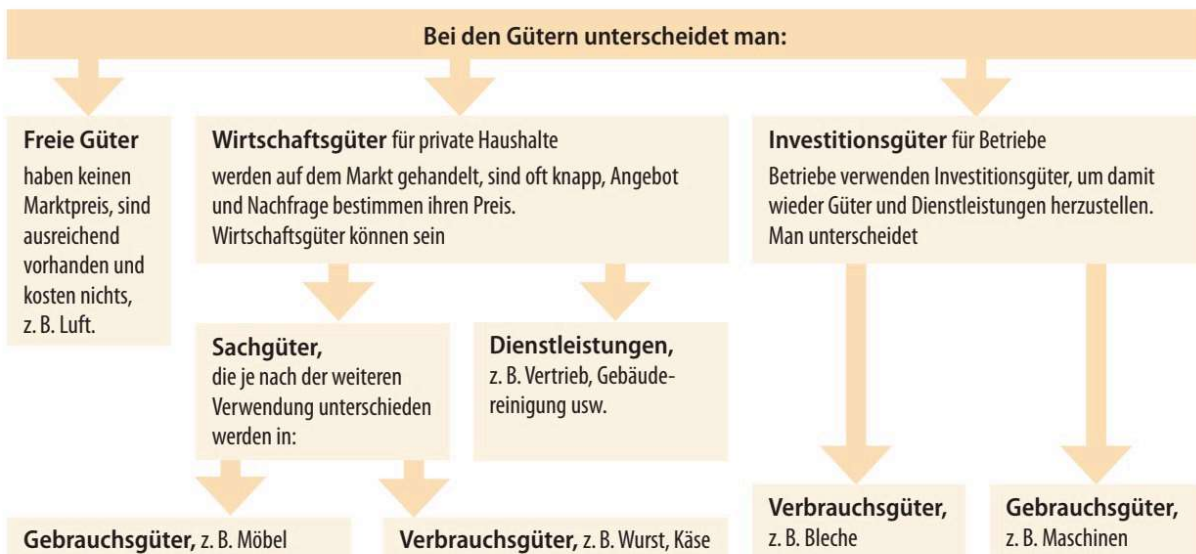 Bei den Gütern unterscheidet man:
Freie Güter
haben keinen
Marktpreis, sind
ausreichend
vorhanden und
kosten nichts,
z. B. Luft.
Wirtschaftsgüter für private Haushalte
werden auf dem Markt gehandelt, sind oft knapp, Angebot
und Nachfrage bestimmen ihren Preis.
Wirtschaftsgüter können sein
Sachgüter,
die je nach der weiteren
Verwendung unterschieden
werden in:
Dienstleistungen,
z. B. Vertrieb, Gebäude-
reinigung usw.
Gebrauchsgüter, z. B. Möbel
Verbrauchsgüter, z. B. Wurst, Käse
Investitionsgüter für Betriebe
Betriebe verwenden Investitionsgüter, um damit
wieder Güter und Dienstleistungen herzustellen.
Man unterscheidet
Verbrauchsgüter,
z. B. Bleche
Gebrauchsgüter,
z. B. Maschinen